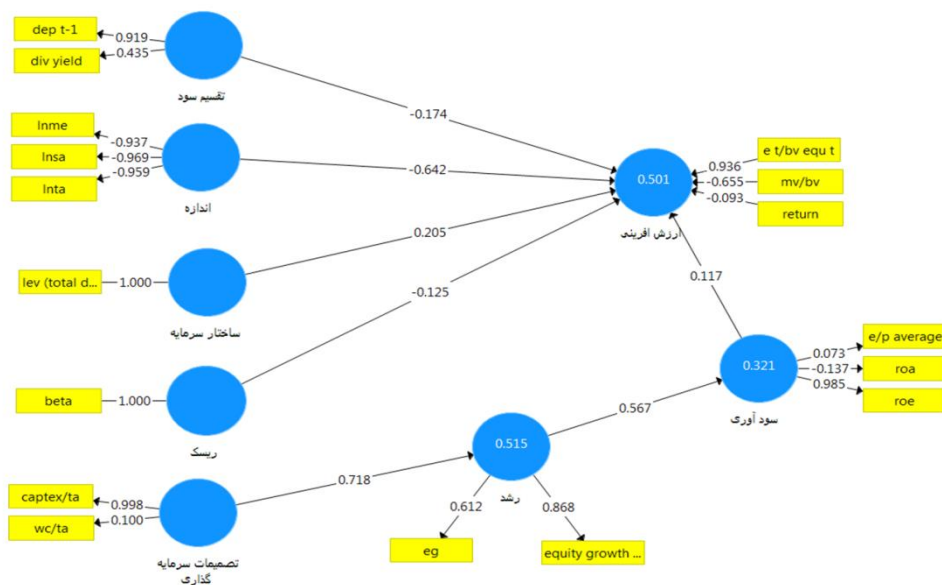 dep t-1
0.919
div yield
0.435
تقسیم سود
-0.174
lnme
-0.937
lnsa
-0.969
lnta
-0.959
اندازه
-0.642
0.501
ارزش افرینی
e t/bv equ t
0.936
mv/bv
-0.655
return
-0.093
lev (total d...
1.000
ساختار سرمایه
0.205
beta
1.000
ریسک
-0.125
0.117
0.321
سود آوری
e/p average
0.073
roa
-0.137
roe
0.985
captex/ta
0.998
wc/ta
0.100
تصمیمات سرمایه
گذاری
0.718
0.515
رشد
0.567
0.612
0.868
eg
equity growth ...